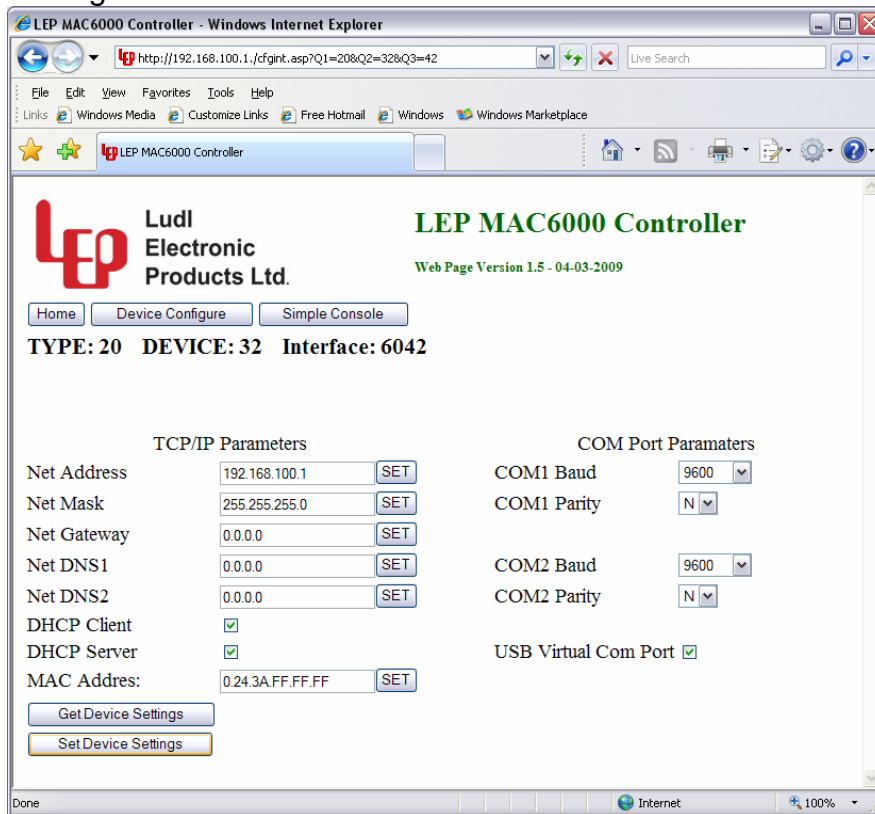 LEP MAC6000 Controller - Windows Internet Explorer
http://192.168.100.1./cfgint.asp?Q1=20&Q2=32&Q3=42
Live Search
File Edit View Favorites Tools Help
Links Windows Media Customize Links Free Hotmail Windows Windows Marketplace
LEP MAC6000 Controller
LEP
Ludl
Electronic
Products Ltd.
LEP MAC6000 Controller
Web Page Version 1.5 - 04-03-2009
Home Device Configure Simple Console
TYPE: 20 DEVICE: 32 Interface: 6042
TCP/IP Parameters COM Port Paramaters
Net Address 192.168.100.1 SET COM1 Baud 9600
Net Mask 255.255.255.0 SET COM1 Parity N
Net Gateway 0.0.0.0 SET
Net DNS1 0.0.0.0 SET COM2 Baud 9600
Net DNS2 0.0.0.0 SET COM2 Parity N
DHCP Client
DHCP Server USB Virtual Com Port
MAC Addres: 0.24.3A.FF.FF.FF SET
Get Device Settings
Set Device Settings
Done Internet 100%